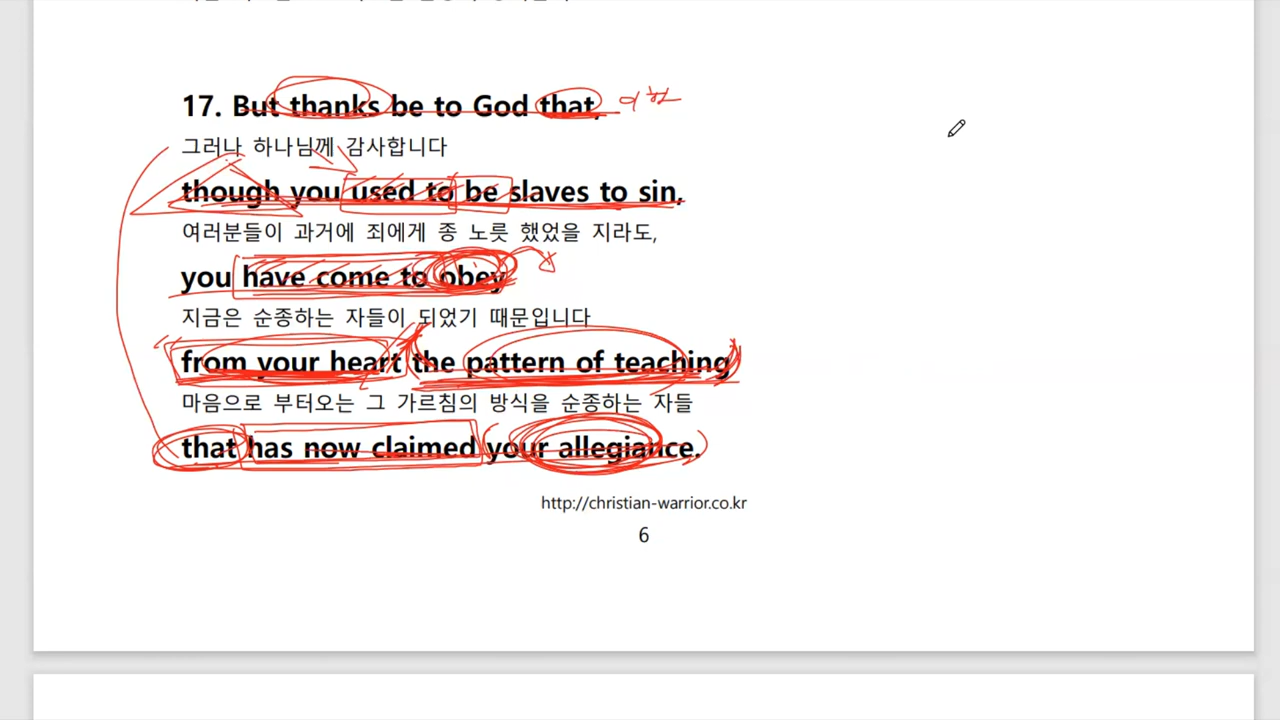 17. But thanks be to God that,
그러나 하나님께 감사합니다
though you used to be slaves to sin,
여러분들이 과거에 죄에게 종 노릇 했었을 지라도,
you have come to obey
지금은 순종하는 자들이 되었기 때문입니다
from your heart the pattern of teaching
마음으로 부터오는 그 가르침의 방식을 순종하는 자들
that has now claimed your allegiance.
http://christian-warrior.co.kr
6